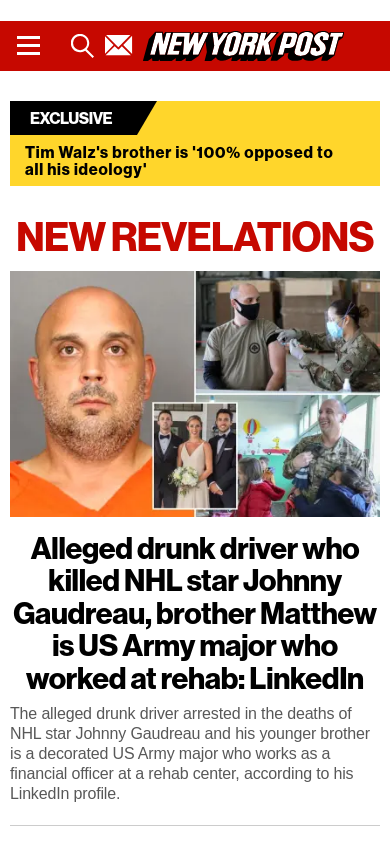 NEW YORK POST
EXCLUSIVE
Tim Walz's brother is '100% opposed to
all his ideology'
NEW REVELATIONS
Alleged drunk driver who
killed NHL star Johnny
Gaudreau, brother Matthew
is US Army major who
worked at rehab: LinkedIn
The alleged drunk driver arrested in the deaths of
NHL star Johnny Gaudreau and his younger brother
is a decorated US Army major who works as a
financial officer at a rehab center, according to his
LinkedIn profile.